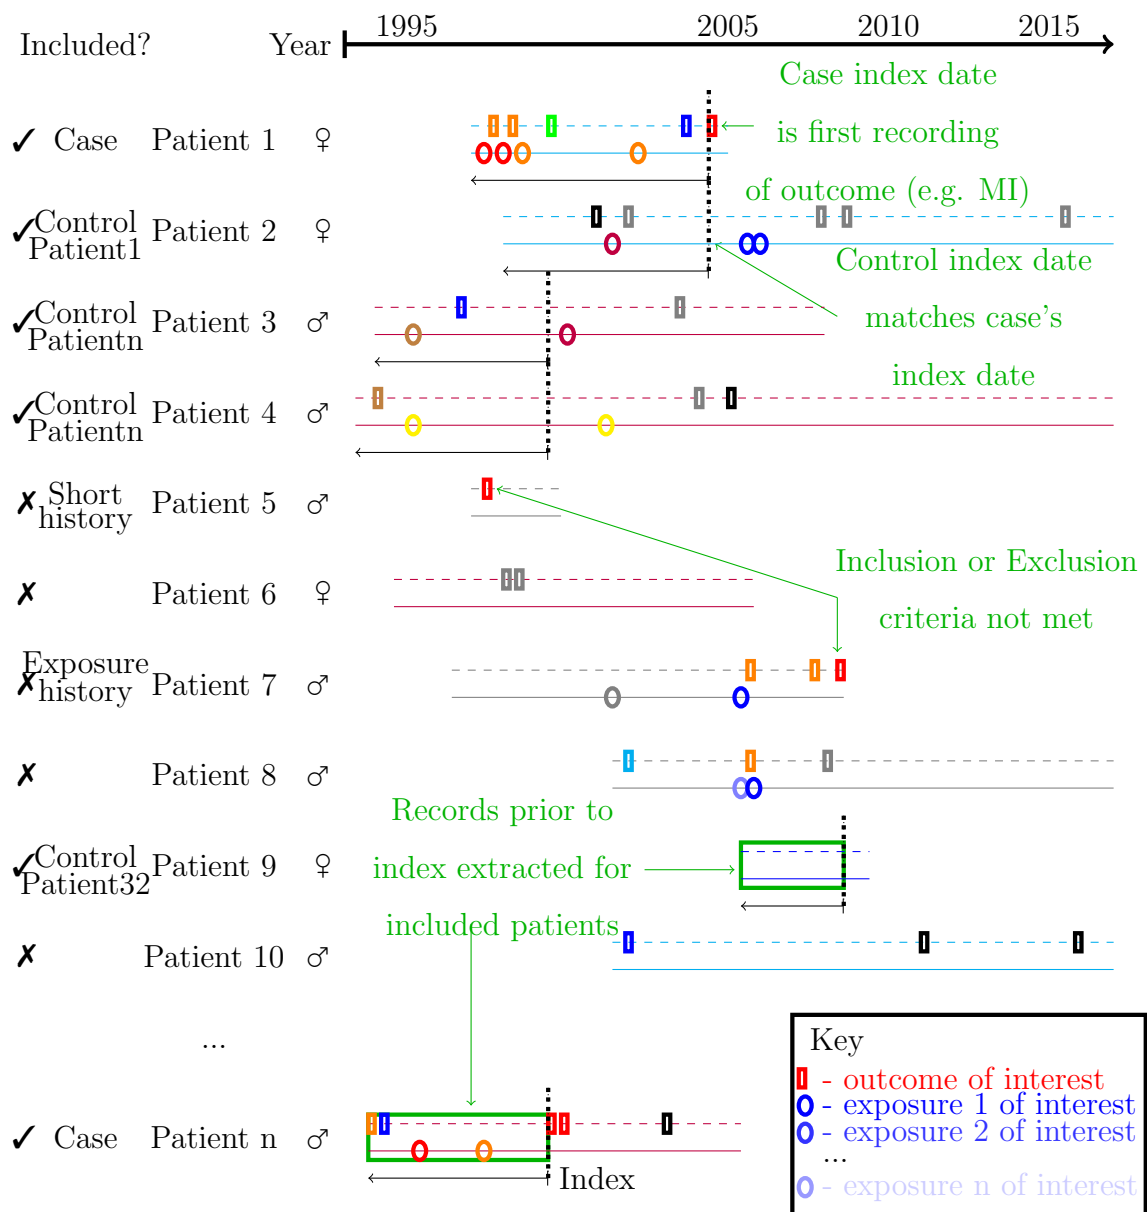 Included? Year 1995 2005 2010 2015
Case index date
✓ Case Patient 1 ♀ is first recording
of outcome (e.g. MI)
✓ Control Patient1 Patient 2 ♀
Control index date
✓ Control Patientn Patient 3 ♂ matches case's
index date
✓ Control Patientn Patient 4 ♂
✗ Short history Patient 5 ♂
Inclusion or Exclusion
✗ Patient 6 ♀ criteria not met
✗ Exposure history Patient 7 ♂
✗ Patient 8 ♂
Records prior to
✓ Control Patient32 Patient 9 ♀ index extracted for
included patients
✗ Patient 10 ♂
...
Key
- outcome of interest
- exposure 1 of interest
- exposure 2 of interest
...
- exposure n of interest
✓ Case Patient n ♂
Index